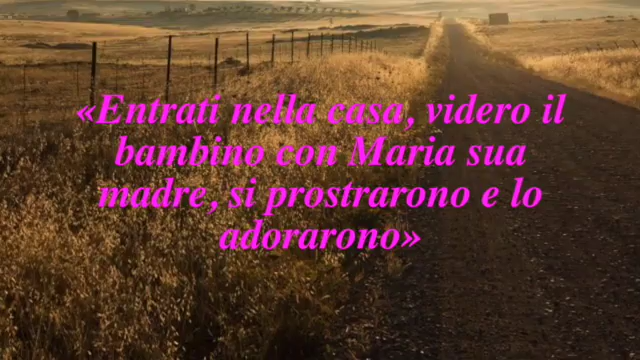 «Entrati nella casa, videro il
bambino con Maria sua
madre, si prostrarono e lo
adorarono»